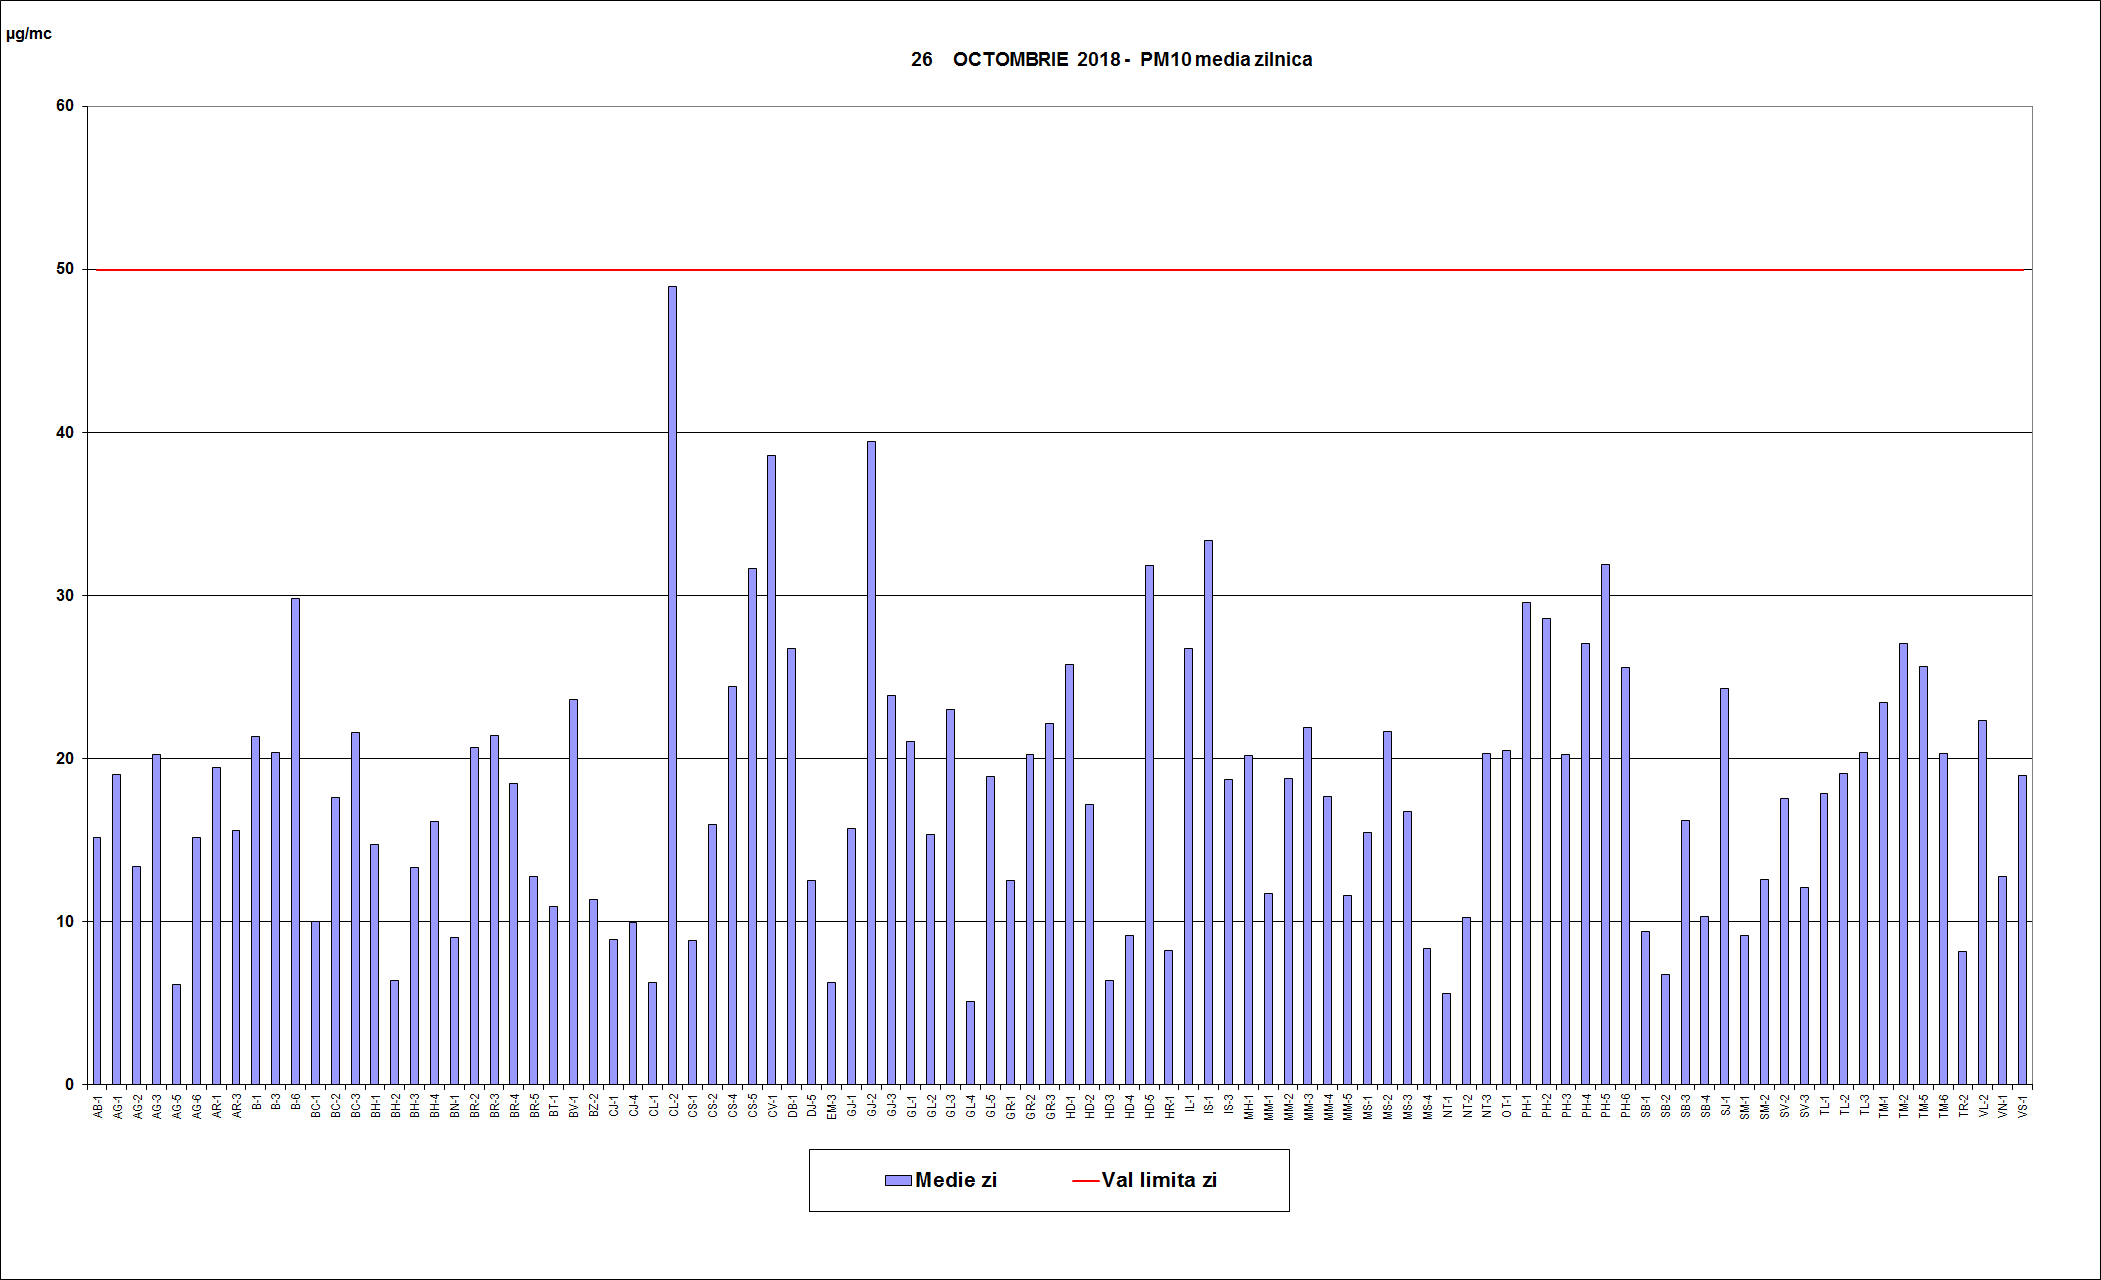 µg/mc
26 OCTOMBRIE 2018 - PM10 media zilnica
60
50
40
30
20
10
0
AB-1 AG-1 AG-2 AG-3 AG-5 AG-6 AR-1 AR-3 B-1 B-3 B-6 BC-1 BC-2 BC-3 BH-1 BH-2 BH-3 BH-4 BN-1 BR-2 BR-3 BR-4 BR-5 BT-1 BV-1 BZ-2 CJ-1 CJ-4 CL-1 CL-2 CS-1 CS-2 CS-4 CS-5 CV-1 DB-1 DJ-5 EM-3 GJ-1 GJ-2 GJ-3 GL-1 GL-2 GL-3 GL-4 GL-5 GR-1 GR-2 GR-3 HD-1 HD-2 HD-3 HD-4 HD-5 HR-1 IL-1 IS-1 IS-3 MH-1 MM-1 MM-2 MM-3 MM-4 MM-5 MS-1 MS-2 MS-3 MS-4 NT-1 NT-2 NT-3 OT-1 PH-1 PH-2 PH-3 PH-4 PH-5 PH-6 SB-1 SB-2 SB-3 SB-4 SJ-1 SM-1 SM-2 SV-2 SV-3 TL-1 TL-2 TL-3 TM-1 TM-2 TM-5 TM-6 TR-2 VL-2 VN-1 VS-1
Medie zi Val limita zi